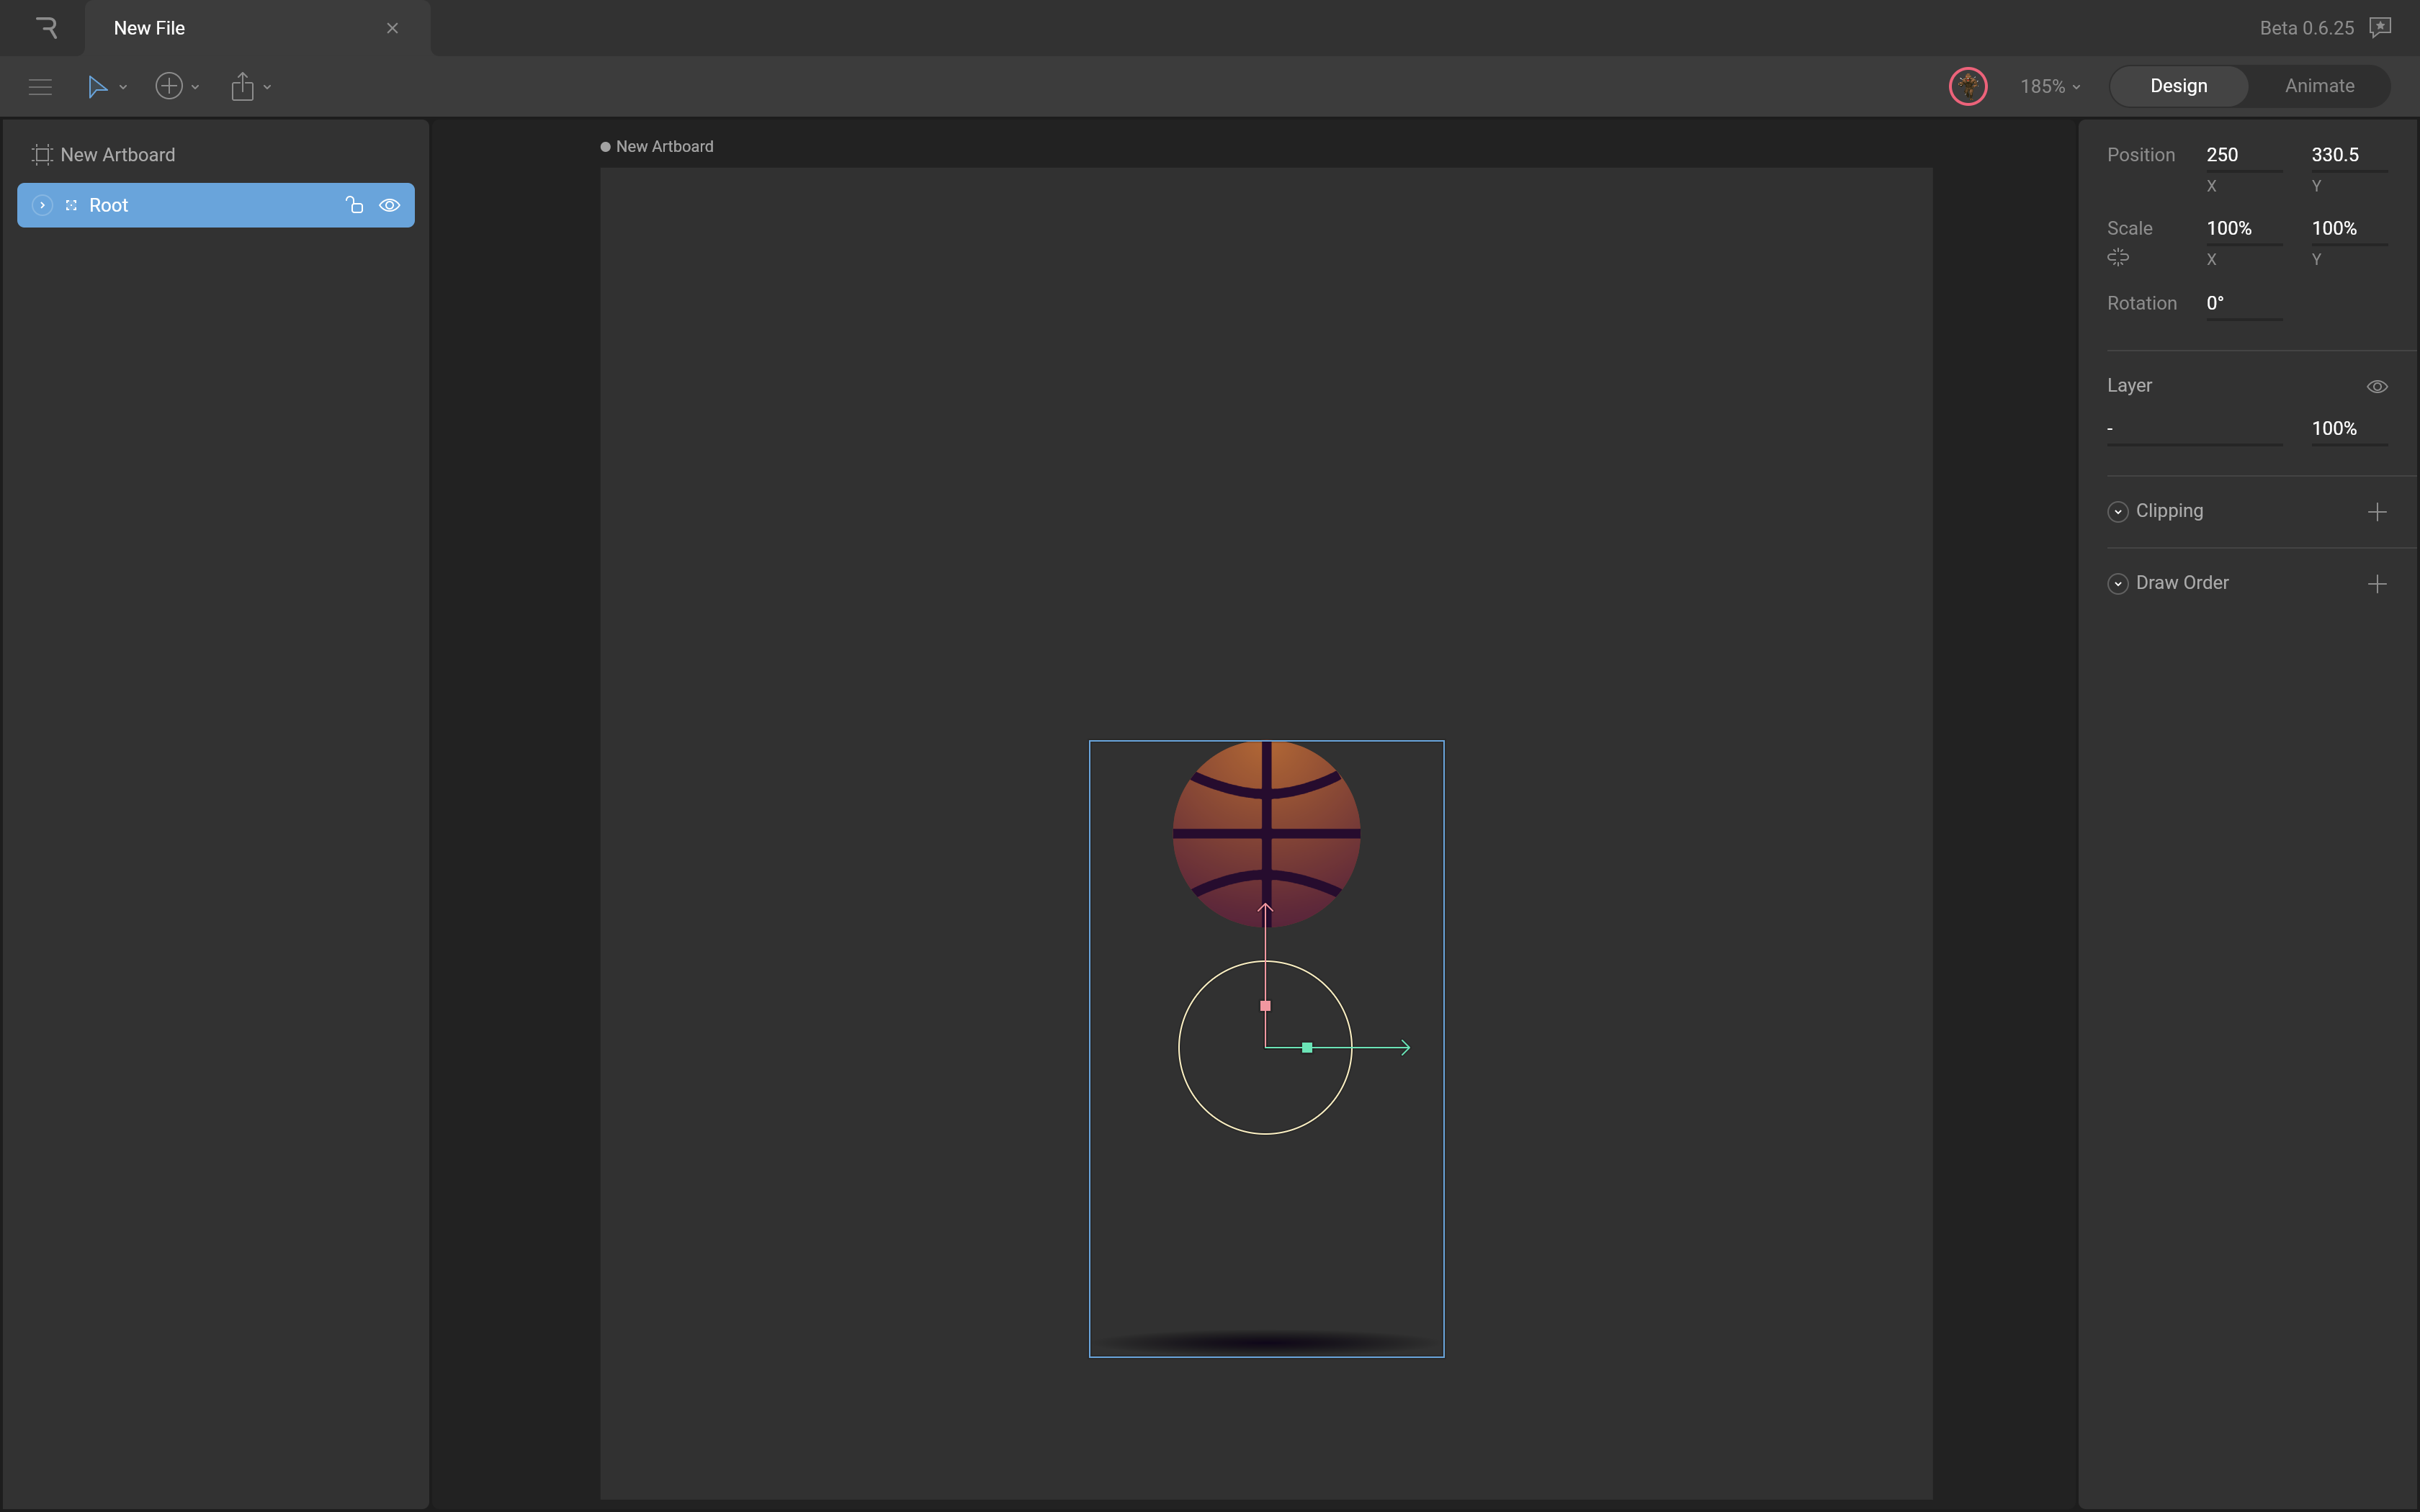 New File
Beta 0.6.25
185%
Design
Animate
New Artboard
Root
New Artboard
Position
250
330.5
X
Y
Scale
100%
100%
X
Y
Rotation
0°
Layer
-
100%
Clipping
Draw Order